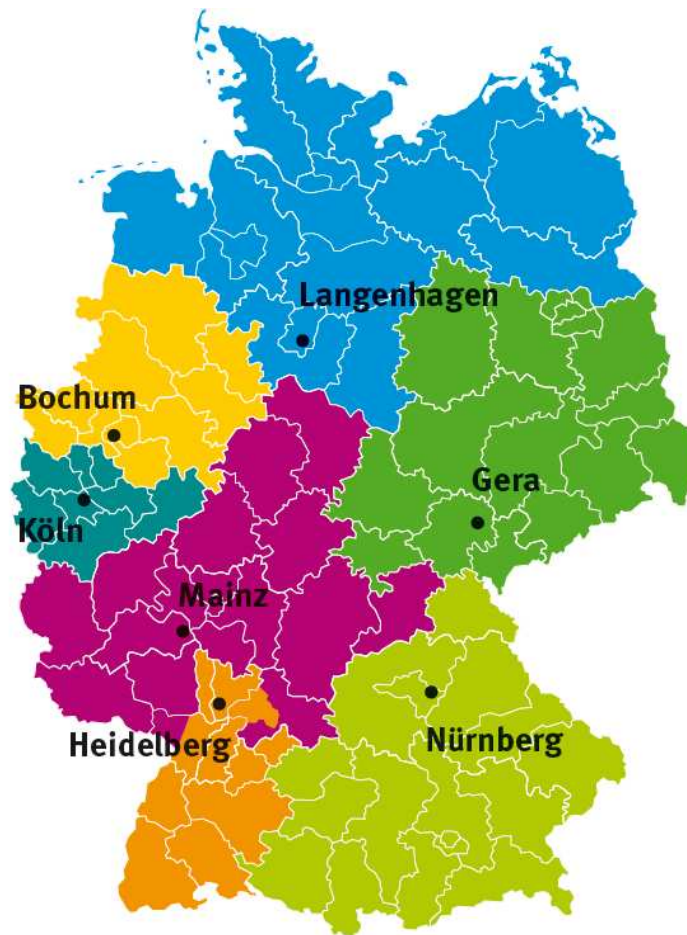 Langenhagen
Bochum
Gera
Köln
Mainz
Heidelberg
Nürnberg